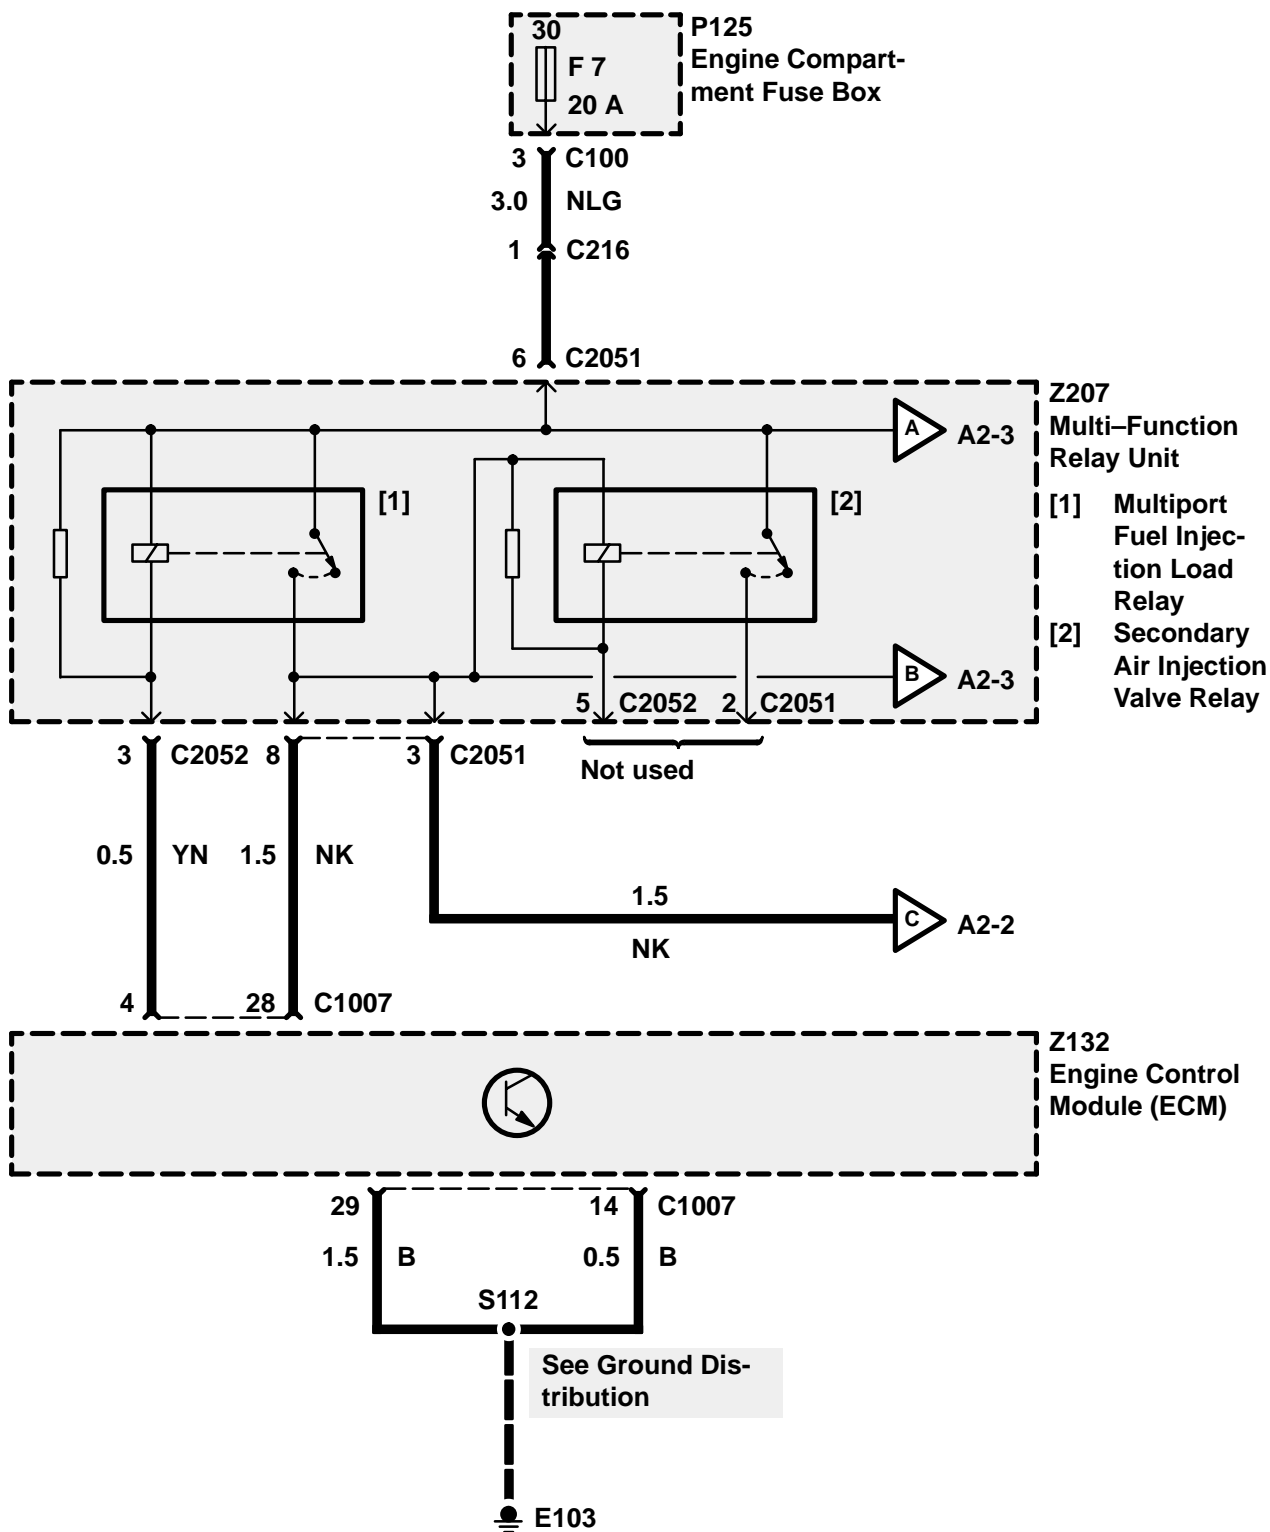 30
F 7
20 A
P125
Engine Compart-
ment Fuse Box
3 C100
3.0 NLG
1 C216
6 C2051
Z207
Multi–Function
Relay Unit
[1] Multiport
Fuel Injec-
tion Load
Relay
[2] Secondary
Air Injection
Valve Relay
A A2-3
[1]
[2]
B A2-3
5 C2052 2 C2051
3 C2052 8 3 C2051
Not used
0.5 YN 1.5 NK
1.5
NK
C A2-2
4 28 C1007
Z132
Engine Control
Module (ECM)
29 14 C1007
1.5 B 0.5 B
S112
See Ground Dis-
tribution
E103